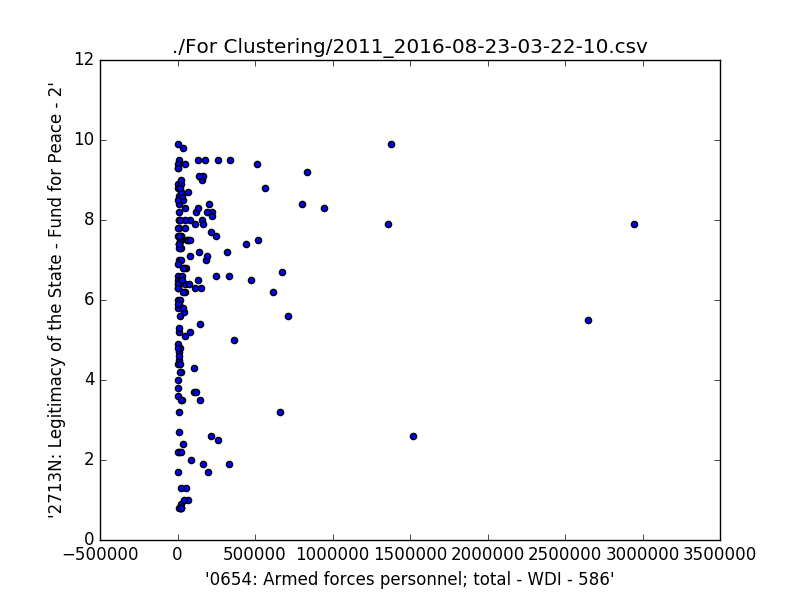 ./For Clustering/2011_2016-08-23-03-22-10.csv
12
10
8
6
4
2
0
'2713N: Legitimacy of the State - Fund for Peace - 2'
−500000 0 500000 1000000 1500000 2000000 2500000 3000000 3500000
'0654: Armed forces personnel; total - WDI - 586'